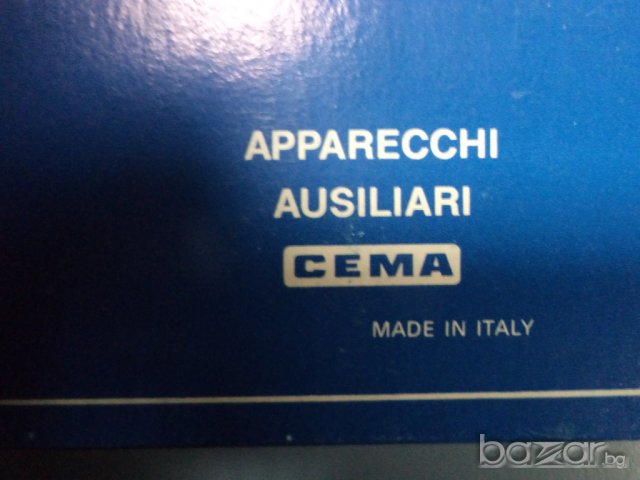 APPARECCHI
AUSILIARI
CEMA
MADE IN ITALY
bazar.bg